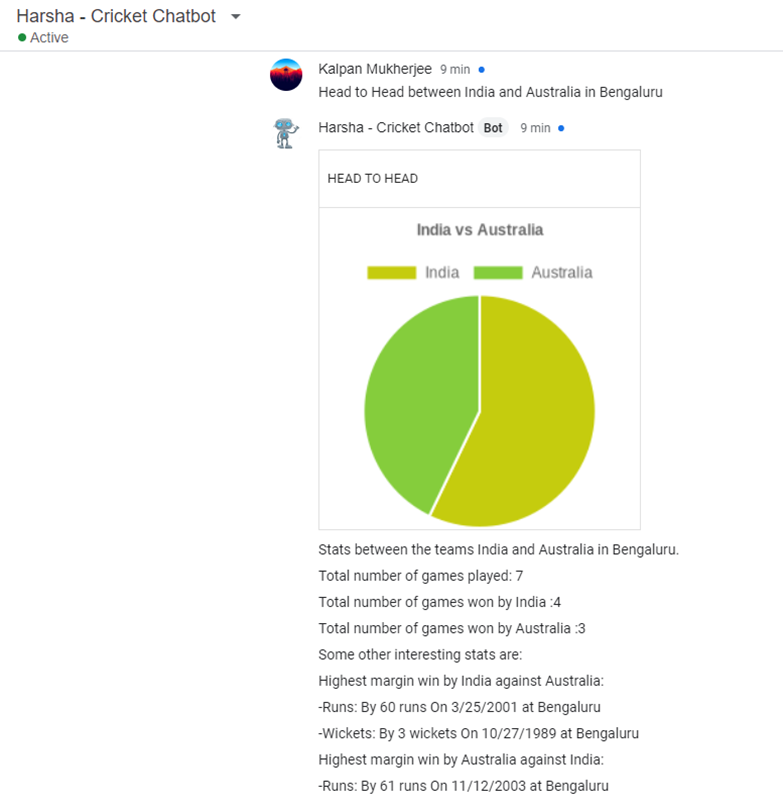 Harsha - Cricket Chatbot
Active
Kalpan Mukherjee 9 min
Head to Head between India and Australia in Bengaluru
Harsha - Cricket Chatbot Bot 9 min
HEAD TO HEAD
India vs Australia
India Australia
Stats between the teams India and Australia in Bengaluru.
Total number of games played: 7
Total number of games won by India :4
Total number of games won by Australia :3
Some other interesting stats are:
Highest margin win by India against Australia:
-Runs: By 60 runs On 3/25/2001 at Bengaluru
-Wickets: By 3 wickets On 10/27/1989 at Bengaluru
Highest margin win by Australia against India:
-Runs: By 61 runs On 11/12/2003 at Bengaluru